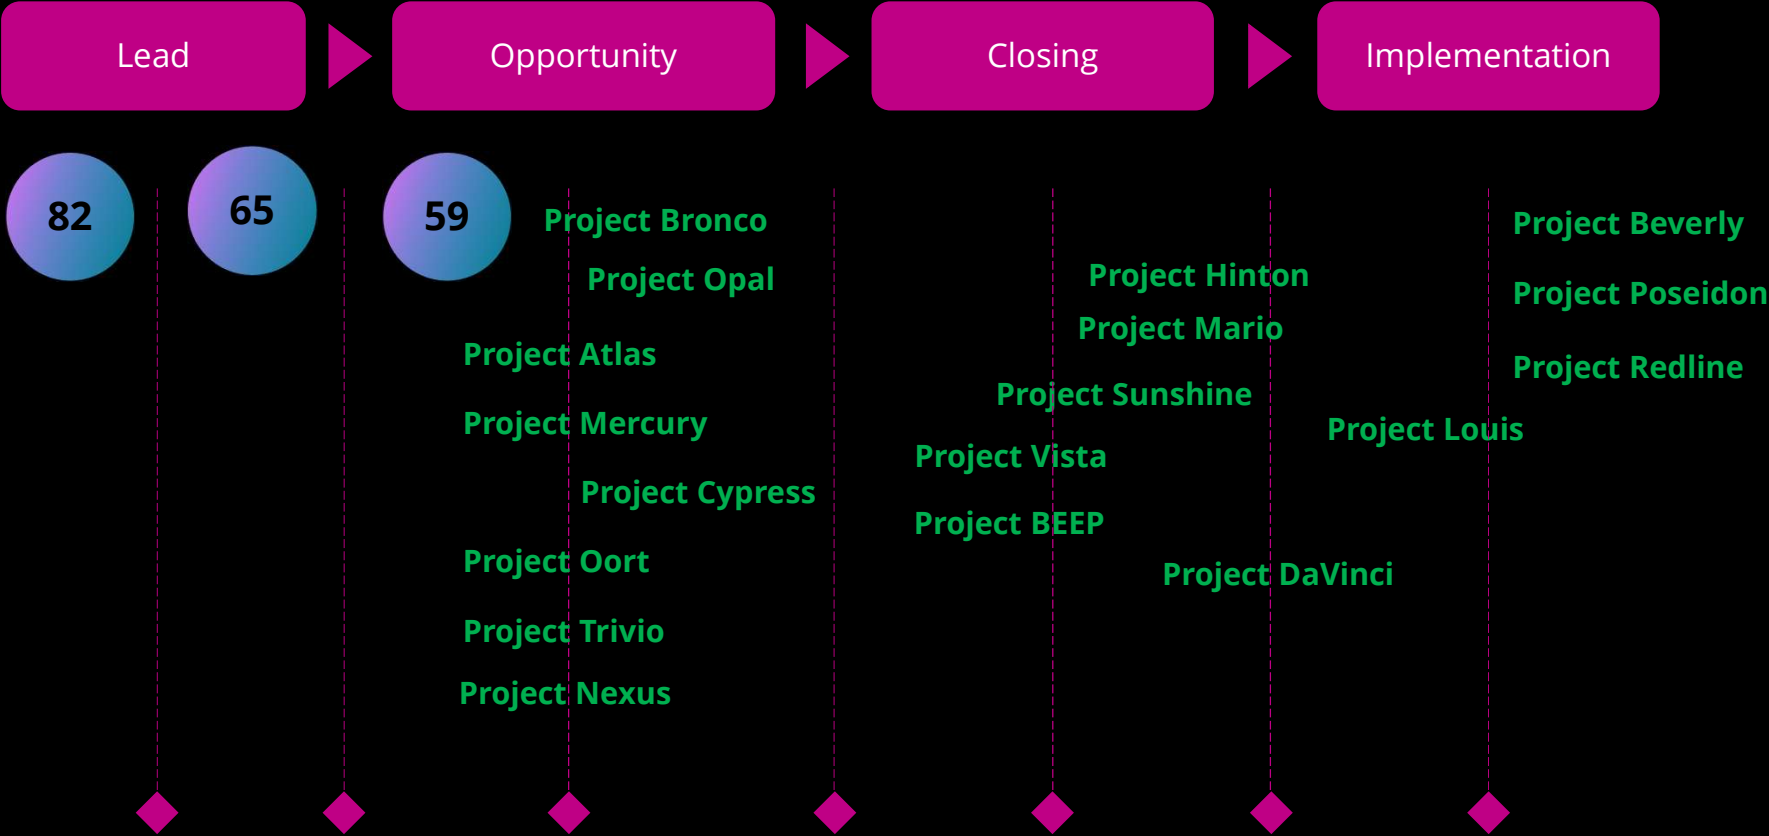 Lead
Opportunity
Closing
Implementation
82
65
59
Project Bronco
Project Opal
Project Atlas
Project Mercury
Project Cypress
Project Oort
Project Trivio
Project Nexus
Project Hinton
Project Mario
Project Sunshine
Project Vista
Project BEEP
Project DaVinci
Project Beverly
Project Poseidon
Project Redline
Project Louis